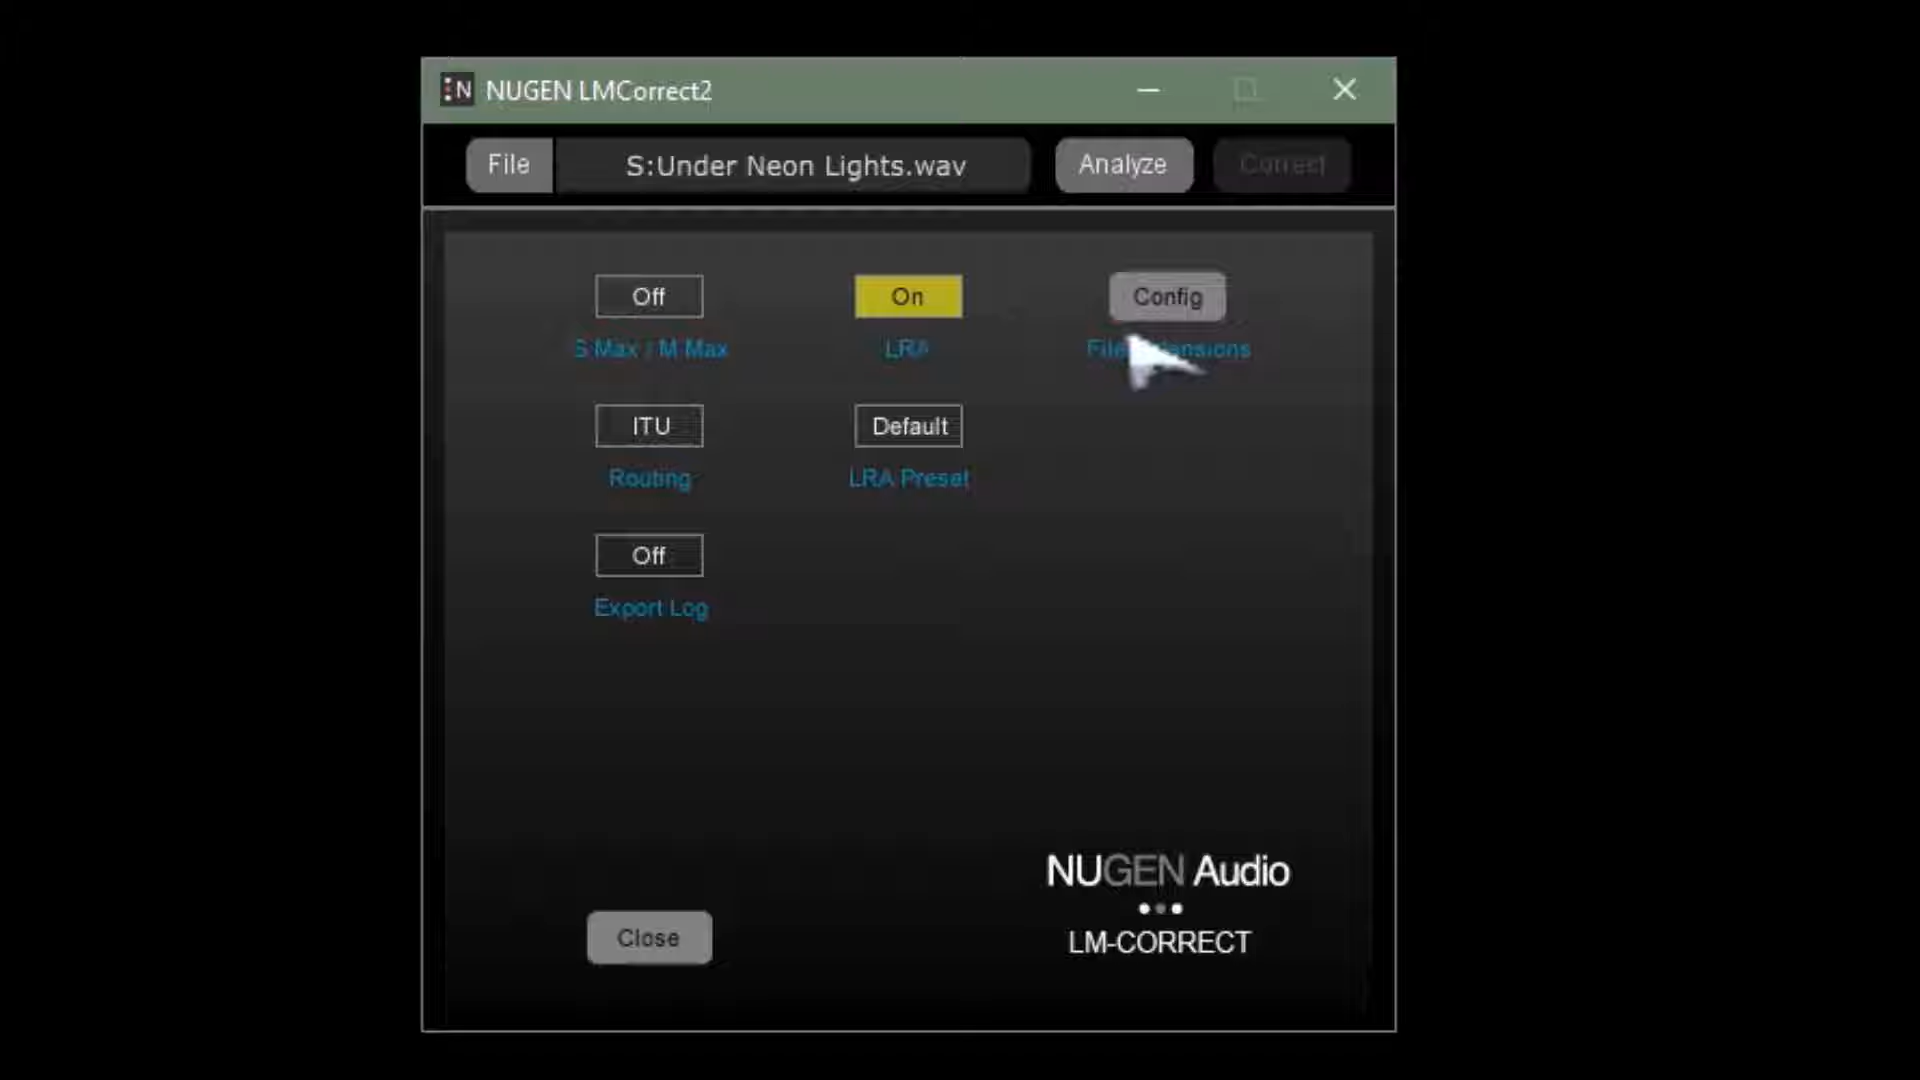 NUGEN LMCorrect2
File S:Under Neon Lights.wav Analyze Correct
Off On Config
S Max / M Max LRA File
ITU Default
Routing LRA Preset
Off
Export Log
NUGEN Audio
LM-CORRECT
Close